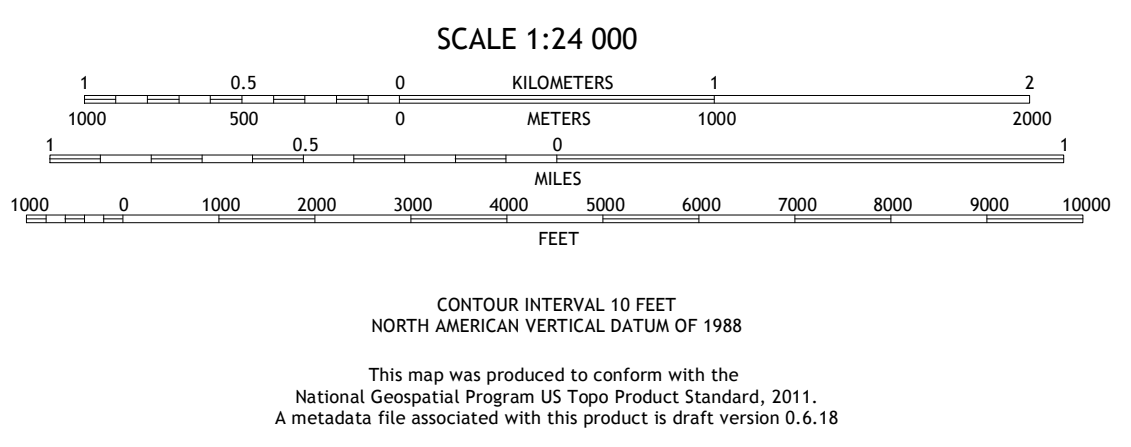 SCALE 1:24 000
1 0.5 0 KILOMETERS 1 2
1000 500 0 METERS 1000 2000
1 0.5 0 1
MILES
1000 0 1000 2000 3000 4000 5000 6000 7000 8000 9000 10000
FEET
CONTOUR INTERVAL 10 FEET
NORTH AMERICAN VERTICAL DATUM OF 1988
This map was produced to conform with the
National Geospatial Program US Topo Product Standard, 2011.
A metadata file associated with this product is draft version 0.6.18